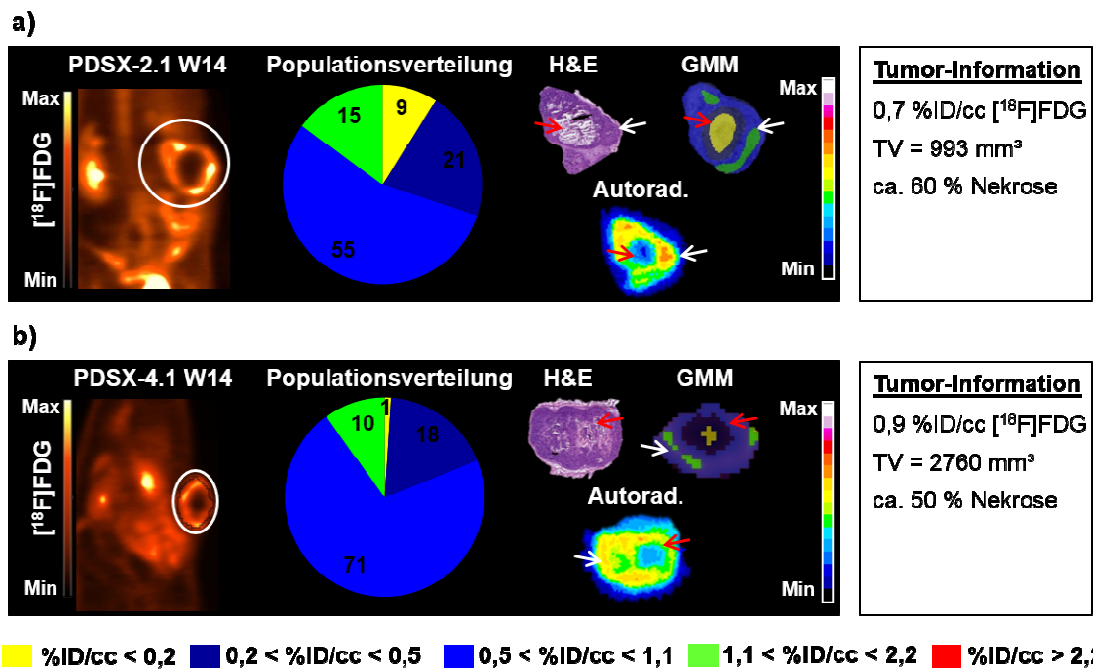 a)
PDSX-2.1 W14
Populationsverteilung
H&E
GMM
Max
[¹⁸F]FDG
Min
15
9
21
55
Autorad.
Max
Min
Tumor-Information
0,7 %ID/cc [¹⁸F]FDG
TV = 993 mm³
ca. 60 % Nekrose
b)
PDSX-4.1 W14
Populationsverteilung
H&E
GMM
Max
[¹⁸F]FDG
Min
10
1
18
71
Autorad.
Max
Min
Tumor-Information
0,9 %ID/cc [¹⁸F]FDG
TV = 2760 mm³
ca. 50 % Nekrose
%ID/cc < 0,2
0,2 < %ID/cc < 0,5
0,5 < %ID/cc < 1,1
1,1 < %ID/cc < 2,2
%ID/cc > 2,